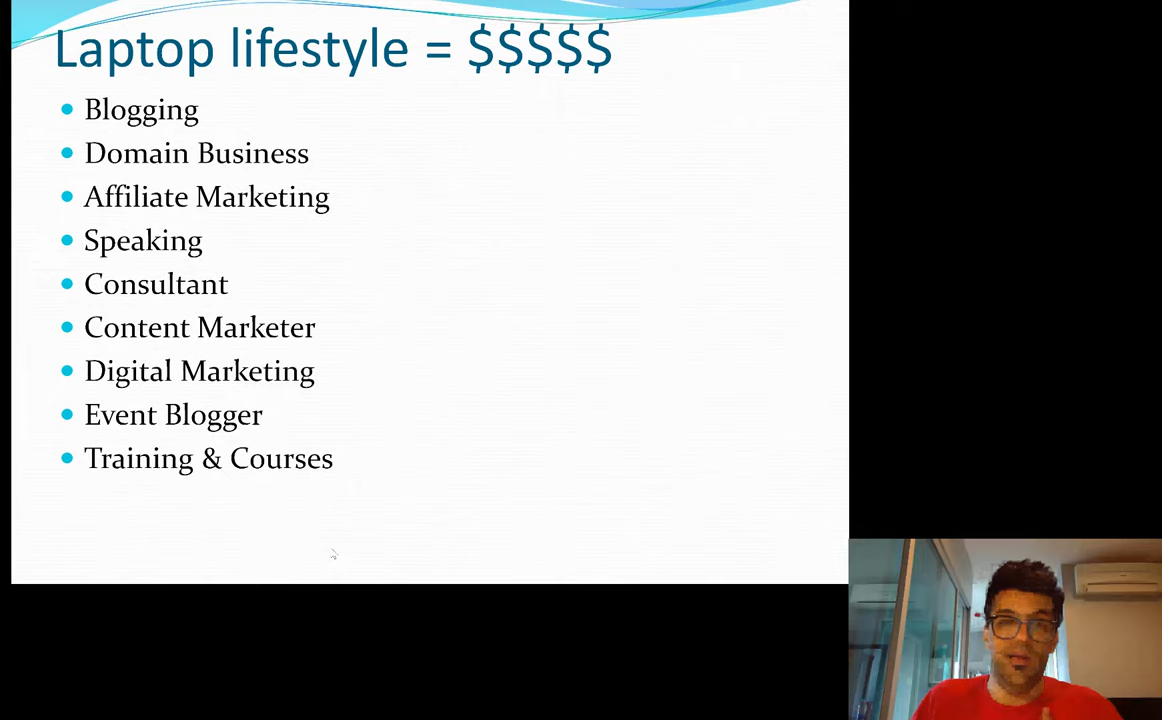 Laptop lifestyle = $$$$$
Blogging
Domain Business
Affiliate Marketing
Speaking
Consultant
Content Marketer
Digital Marketing
Event Blogger
Training & Courses